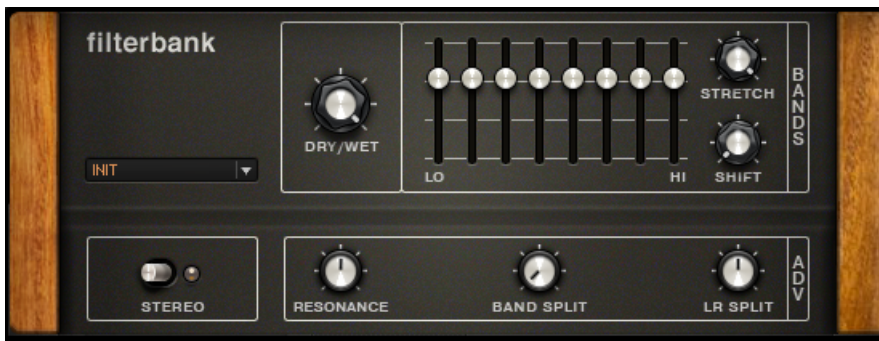 filterbank
INIT
DRY/WET
LO
HI
STRETCH
SHIFT
BANDS
STEREO
RESONANCE
BAND SPLIT
LR SPLIT
ADV